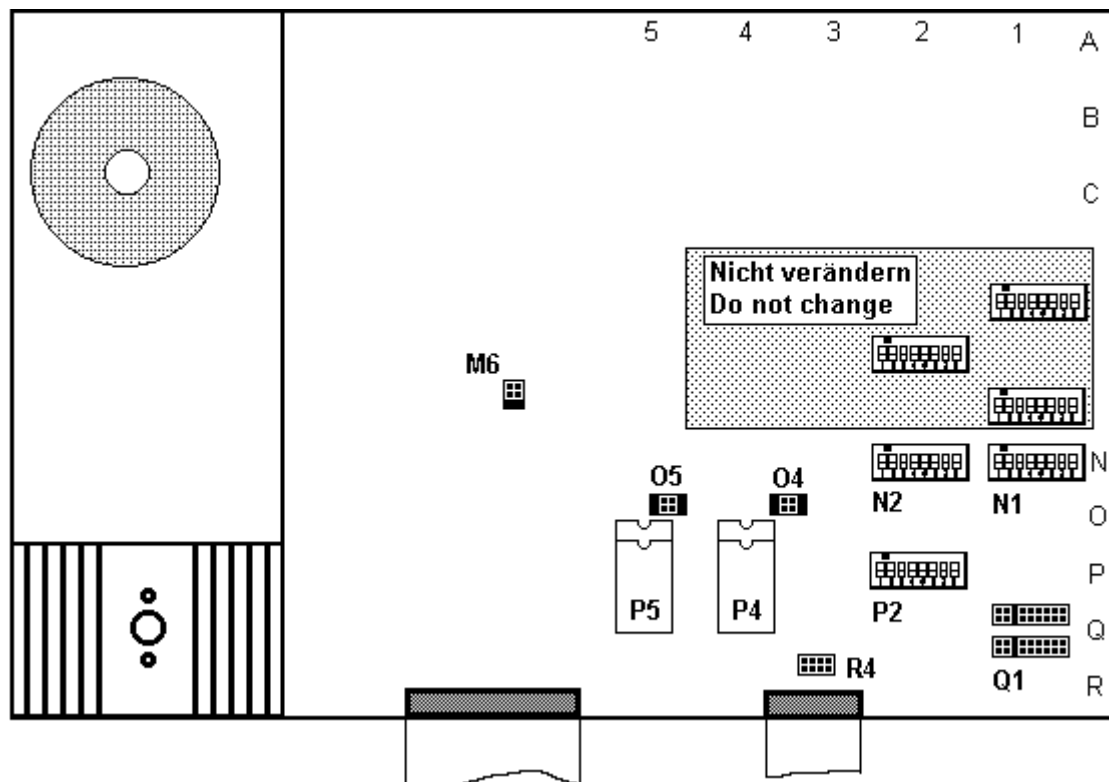 5 4 3 2 1 A
B
C
Nicht verändern
Do not change
M6
N
O5 O4 N2 N1
O
P
P5 P4 P2
Q
R4 Q1 R